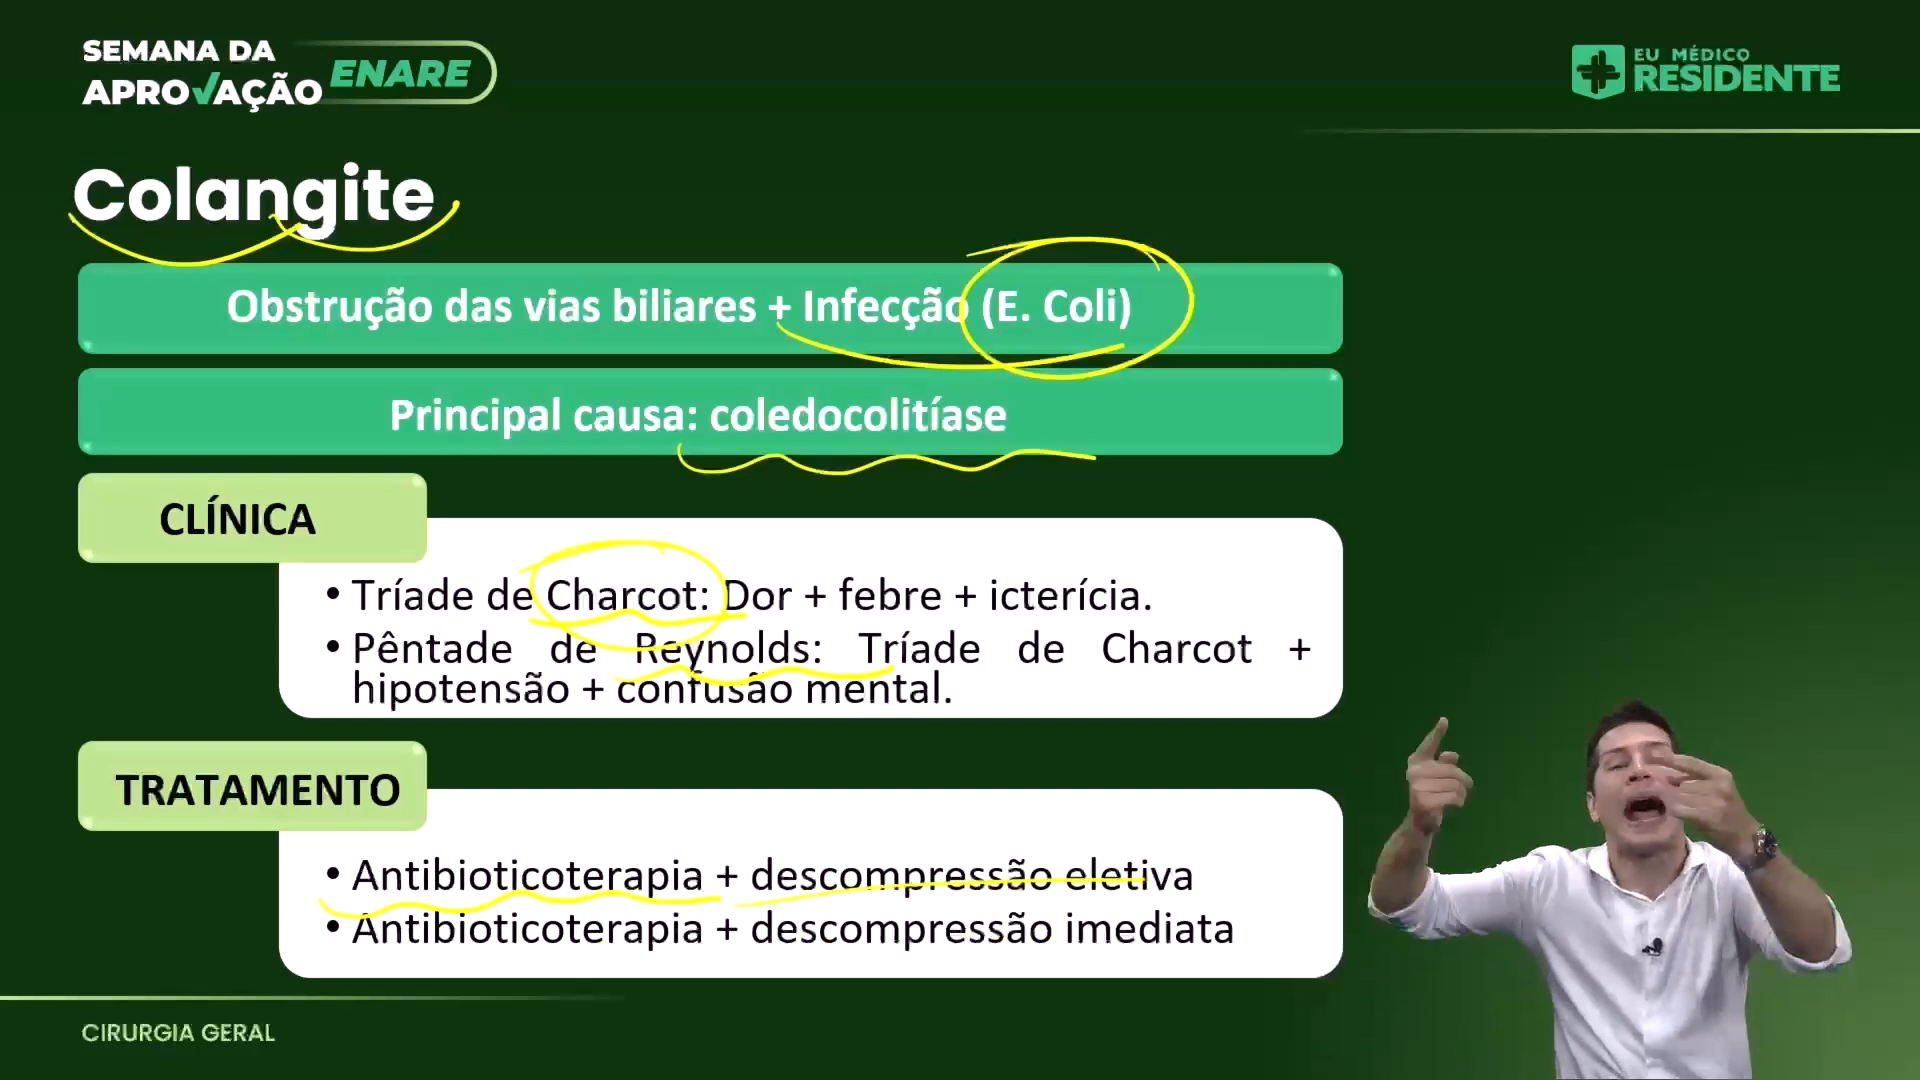 SEMANA DA
APROVAÇÃO ENARE
EU MÉDICO
RESIDENTE
Colangite
Obstrução das vias biliares + Infecção (E. Coli)
Principal causa: coledocolitíase
CLÍNICA
• Tríade de Charcot: Dor + febre + icterícia.
• Pêntade de Reynolds: Tríade de Charcot +
hipotensão + confusão mental.
TRATAMENTO
• Antibioticoterapia + descompressão eletiva
• Antibioticoterapia + descompressão imediata
CIRURGIA GERAL